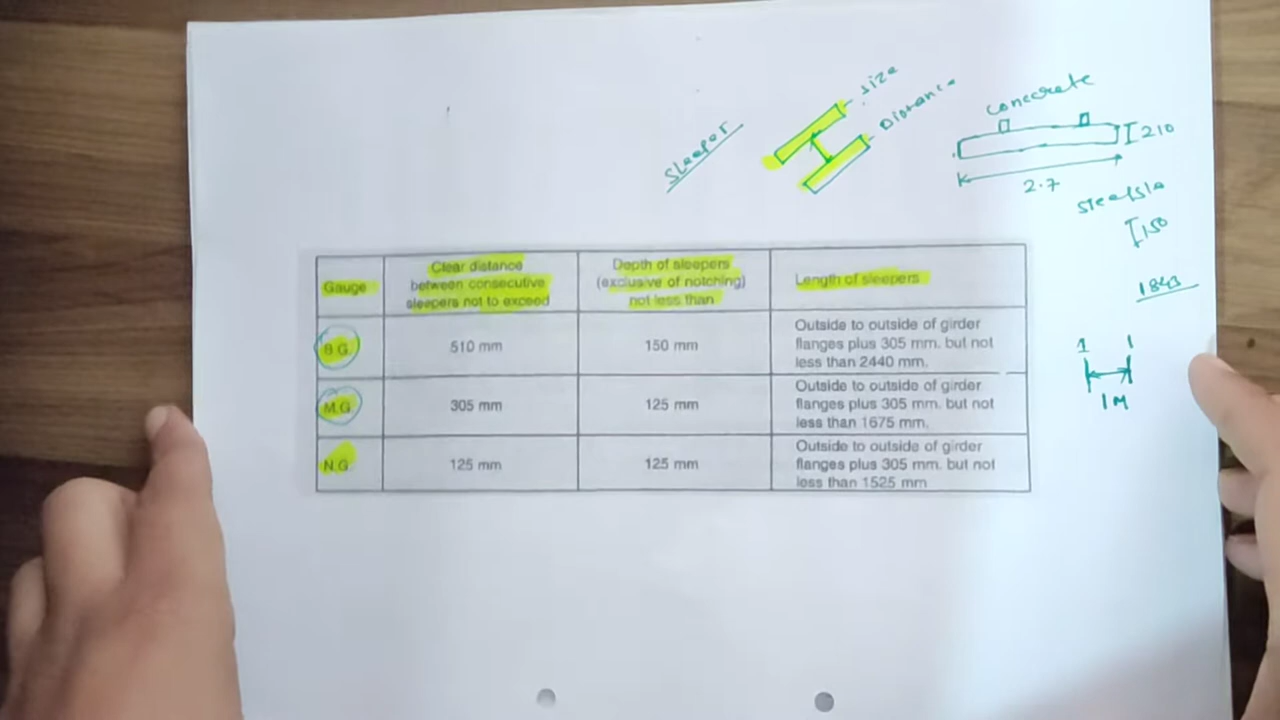 Sleeper
size
Distance
Concrete
210
2.7
150
1843
1 1
1M
Gauge
Clear distance
between consecutive
sleepers not to exceed
Depth of sleepers
(exclusive of notching)
not less than
Length of sleepers
B.G.
510 mm
150 mm
Outside to outside of girder
flanges plus 305 mm. but not
less than 2440 mm.
M.G
305 mm
125 mm
Outside to outside of girder
flanges plus 305 mm. but not
less than 1675 mm.
N.G.
125 mm
125 mm
Outside to outside of girder
flanges plus 305 mm. but not
less than 1525 mm